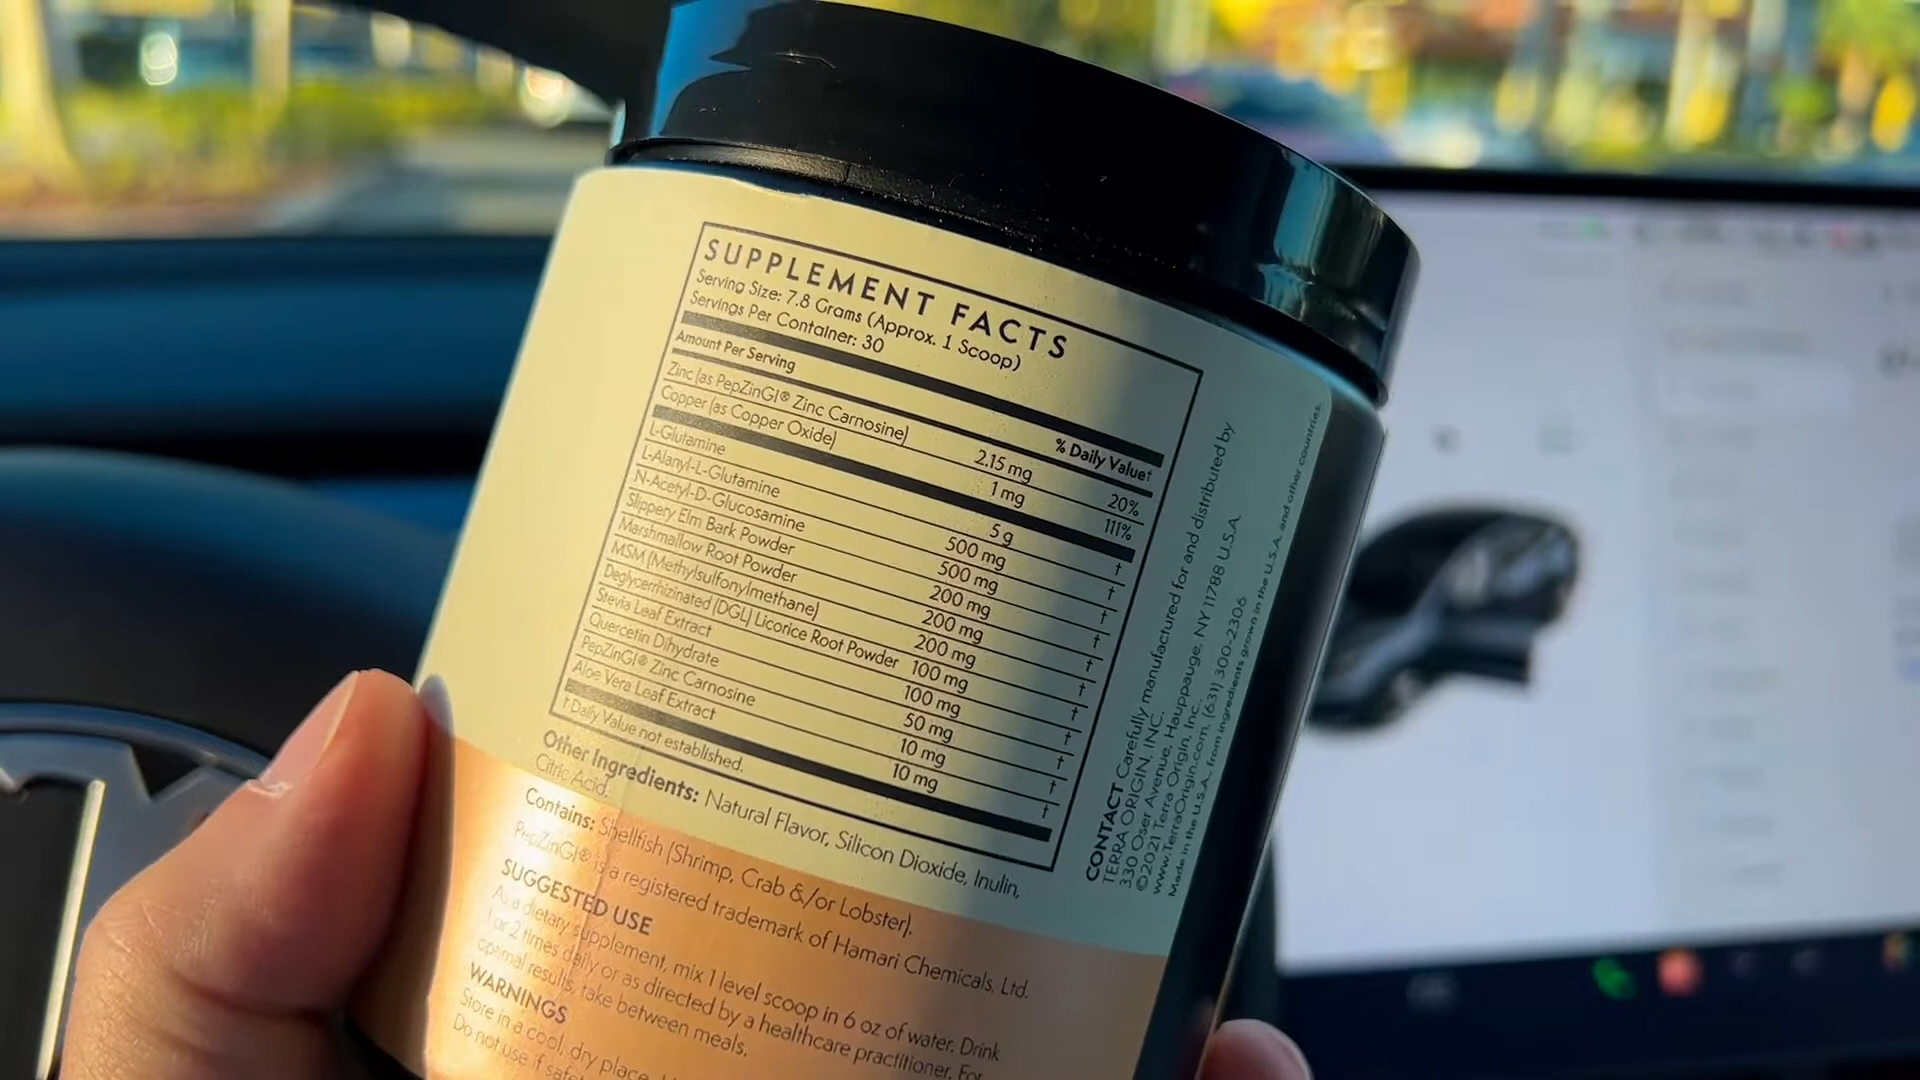 SUPPLEMENT FACTS
Serving Size: 7.8 Grams (Approx. 1 Scoop)
Servings Per Container: 30
Amount Per Serving
% Daily Value†
Zinc (as PepZinGI® Zinc Carnosine) 2.15 mg 20%
Copper (as Copper Oxide) 1 mg 111%
L-Glutamine 5 g †
L-Alanyl-L-Glutamine 500 mg †
N-Acetyl-D-Glucosamine 500 mg †
Slippery Elm Bark Powder 200 mg †
Marshmallow Root Powder 200 mg †
MSM (Methylsulfonylmethane) 200 mg †
Deglycerrhizinated (DGL) Licorice Root Powder 100 mg †
Stevia Leaf Extract 100 mg †
Quercetin Dihydrate 50 mg †
PepZinGI® Zinc Carnosine 10 mg †
Aloe Vera Leaf Extract 10 mg †
† Daily Value not established.
Other Ingredients: Natural Flavor, Silicon Dioxide, Inulin,
Citric Acid.
Contains: Shellfish (Shrimp, Crab &/or Lobster).
PepZinGI® is a registered trademark of Hamari Chemicals, Ltd.
SUGGESTED USE
As a dietary supplement, mix 1 level scoop in 6 oz of water. Drink
1 or 2 times daily or as directed by a healthcare practitioner. For
optimal results, take between meals.
WARNINGS
Store in a cool, dry place.
Do not use if
CONTACT Carefully manufactured for and distributed by
TERRA ORIGIN, INC.
330 Oser Avenue, Hauppauge, NY 11788 U.S.A.
©2021 Terra Origin, Inc.
www.TerraOrigin.com, (631) 300-2306
Made in the U.S.A. from ingredients grown in the U.S.A. and other countries.